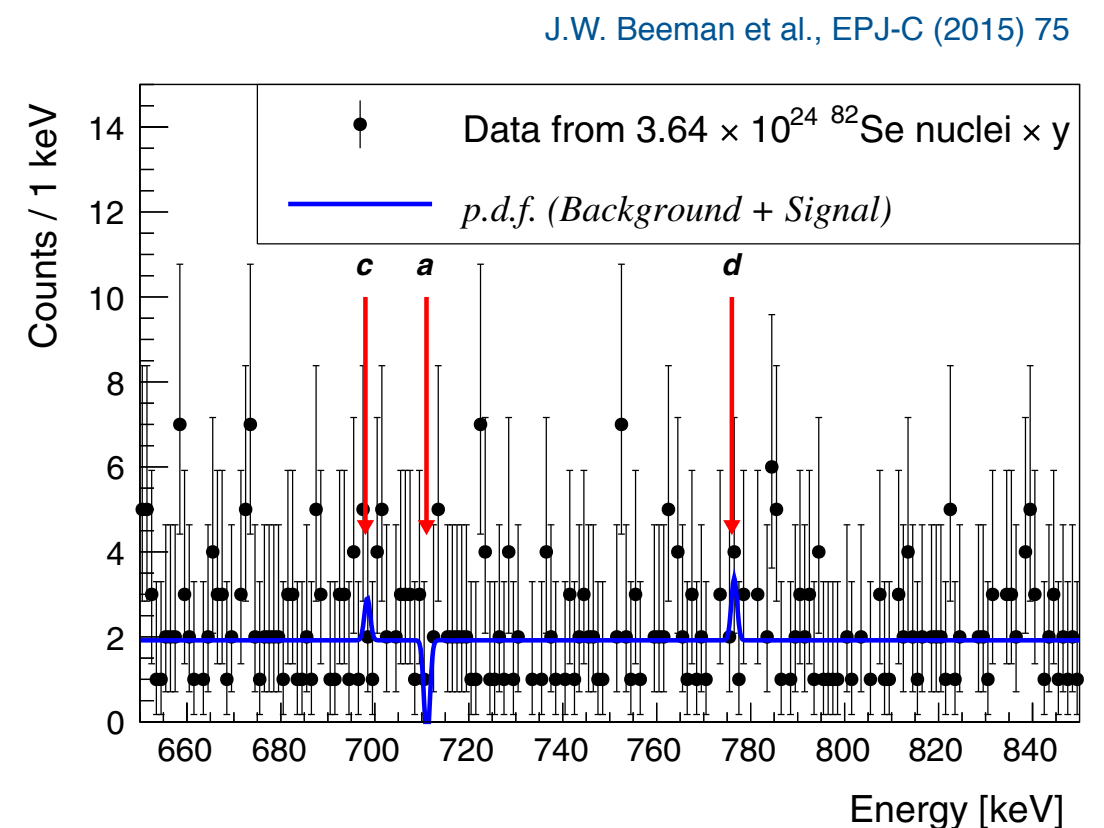 J.W. Beeman et al., EPJ-C (2015) 75
Counts / 1 keV
14
12
10
8
6
4
2
0
Data from 3.64 × 10²⁴ ⁸²Se nuclei × y
p.d.f. (Background + Signal)
c a d
660 680 700 720 740 760 780 800 820 840
Energy [keV]